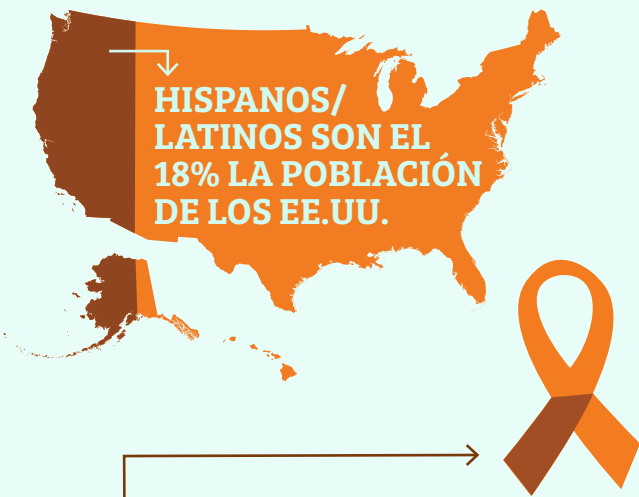 HISPANOS/
LATINOS SON EL
18% LA POBLACIÓN
DE LOS EE.UU.